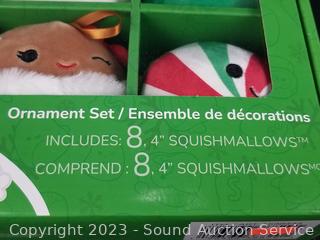 Ornament Set / Ensemble de décorations
INCLUDES: 8, 4” SQUISHMALLOWS™
COMPREND : 8, 4” SQUISHMALLOWSMC
Copyright 2023 - Sound Auction Service